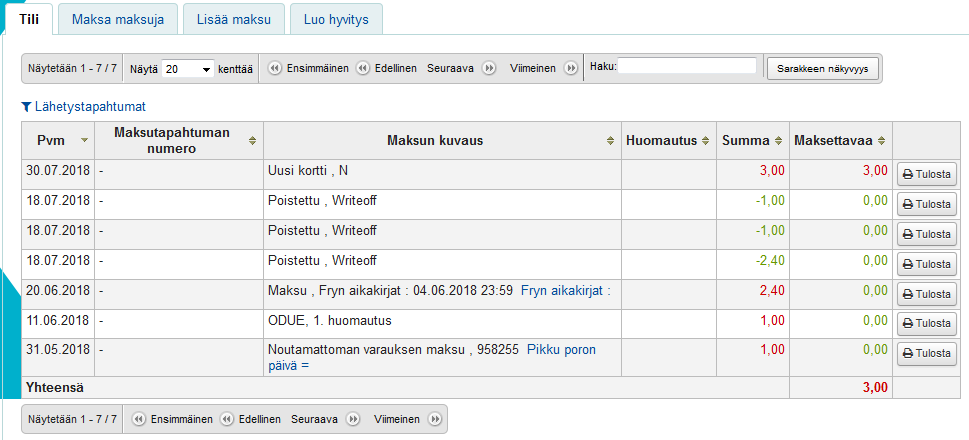 Tili Maksa maksuja Lisää maksu Luo hyvitys
Näytetään 1 - 7 / 7 Näytä 20 kenttää Ensimmäinen Edellinen Seuraava Viimeinen Haku: Sarakkeen näkyvyys
Lähetystapahtumat
Pvm Maksutapahtuman numero Maksun kuvaus Huomautus Summa Maksettavaa
30.07.2018 - Uusi kortti , N 3,00 3,00 Tulosta
18.07.2018 - Poistettu , Writeoff -1,00 0,00 Tulosta
18.07.2018 - Poistettu , Writeoff -1,00 0,00 Tulosta
18.07.2018 - Poistettu , Writeoff -2,40 0,00 Tulosta
20.06.2018 - Maksu , Fryn aikakirjat : 04.06.2018 23:59 Fryn aikakirjat : 2,40 0,00 Tulosta
11.06.2018 - ODUE, 1. huomautus 1,00 0,00 Tulosta
31.05.2018 - Noutamattoman varauksen maksu , 958255 Pikku poron 1,00 0,00 Tulosta
päivä =
Yhteensä 3,00
Näytetään 1 - 7 / 7 Ensimmäinen Edellinen Seuraava Viimeinen